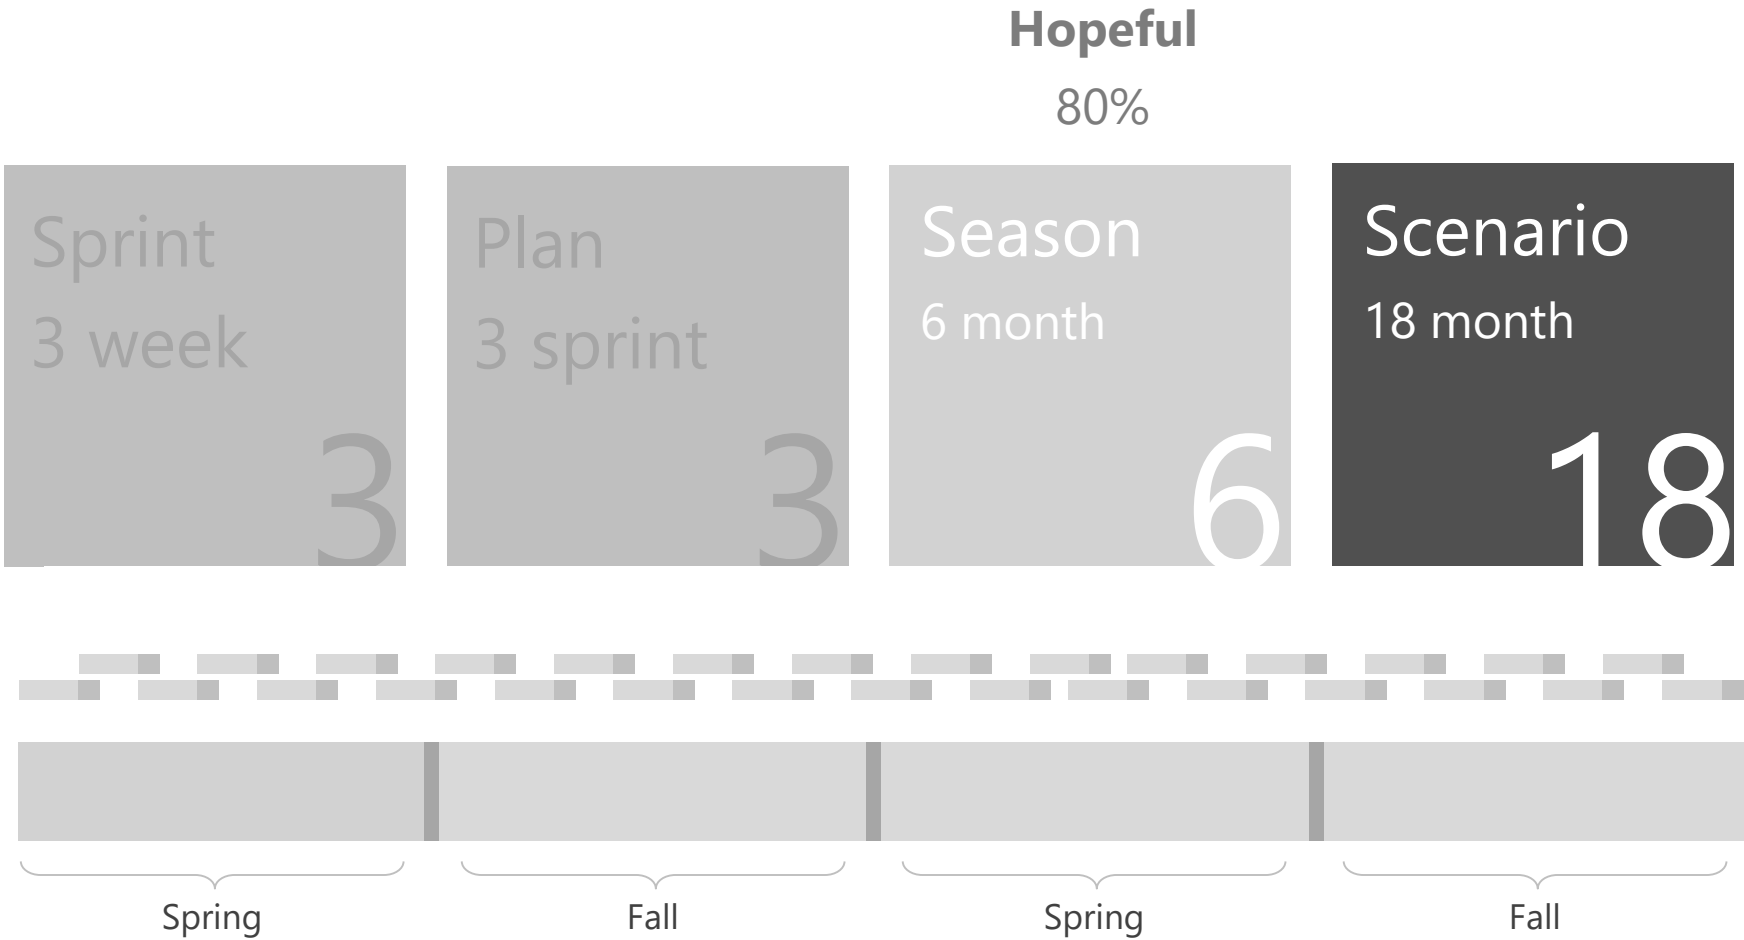 Hopeful
80%
Sprint
3 week
3
Plan
3 sprint
3
Season
6 month
6
Scenario
18 month
18
Spring
Fall
Spring
Fall